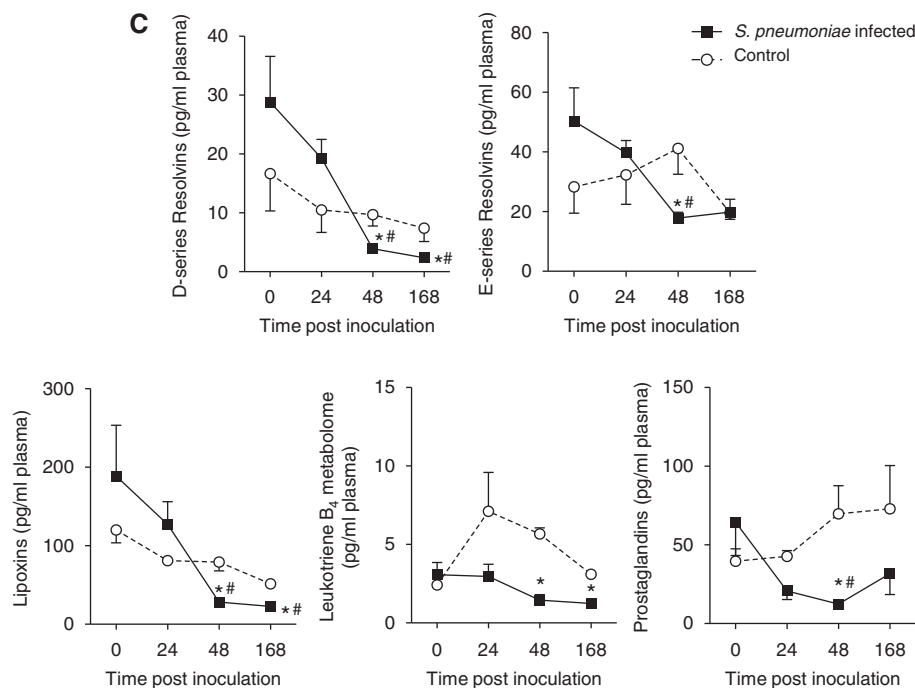 C
S. pneumoniae infected
Control
D-series Resolvins (pg/ml plasma)
40
30
20
10
0
* #
*#
0 24 48 168
Time post inoculation
E-series Resolvins (pg/ml plasma)
80
60
40
20
0
* #
0 24 48 168
Time post inoculation
Lipoxins (pg/ml plasma)
300
200
100
0
* #
* #
0 24 48 168
Time post inoculation
Leukotriene B4 metabolome
(pg/ml plasma)
15
10
5
0
*
*
0 24 48 168
Time post inoculation
Prostaglandins (pg/ml plasma)
150
100
50
0
* #
0 24 48 168
Time post inoculation